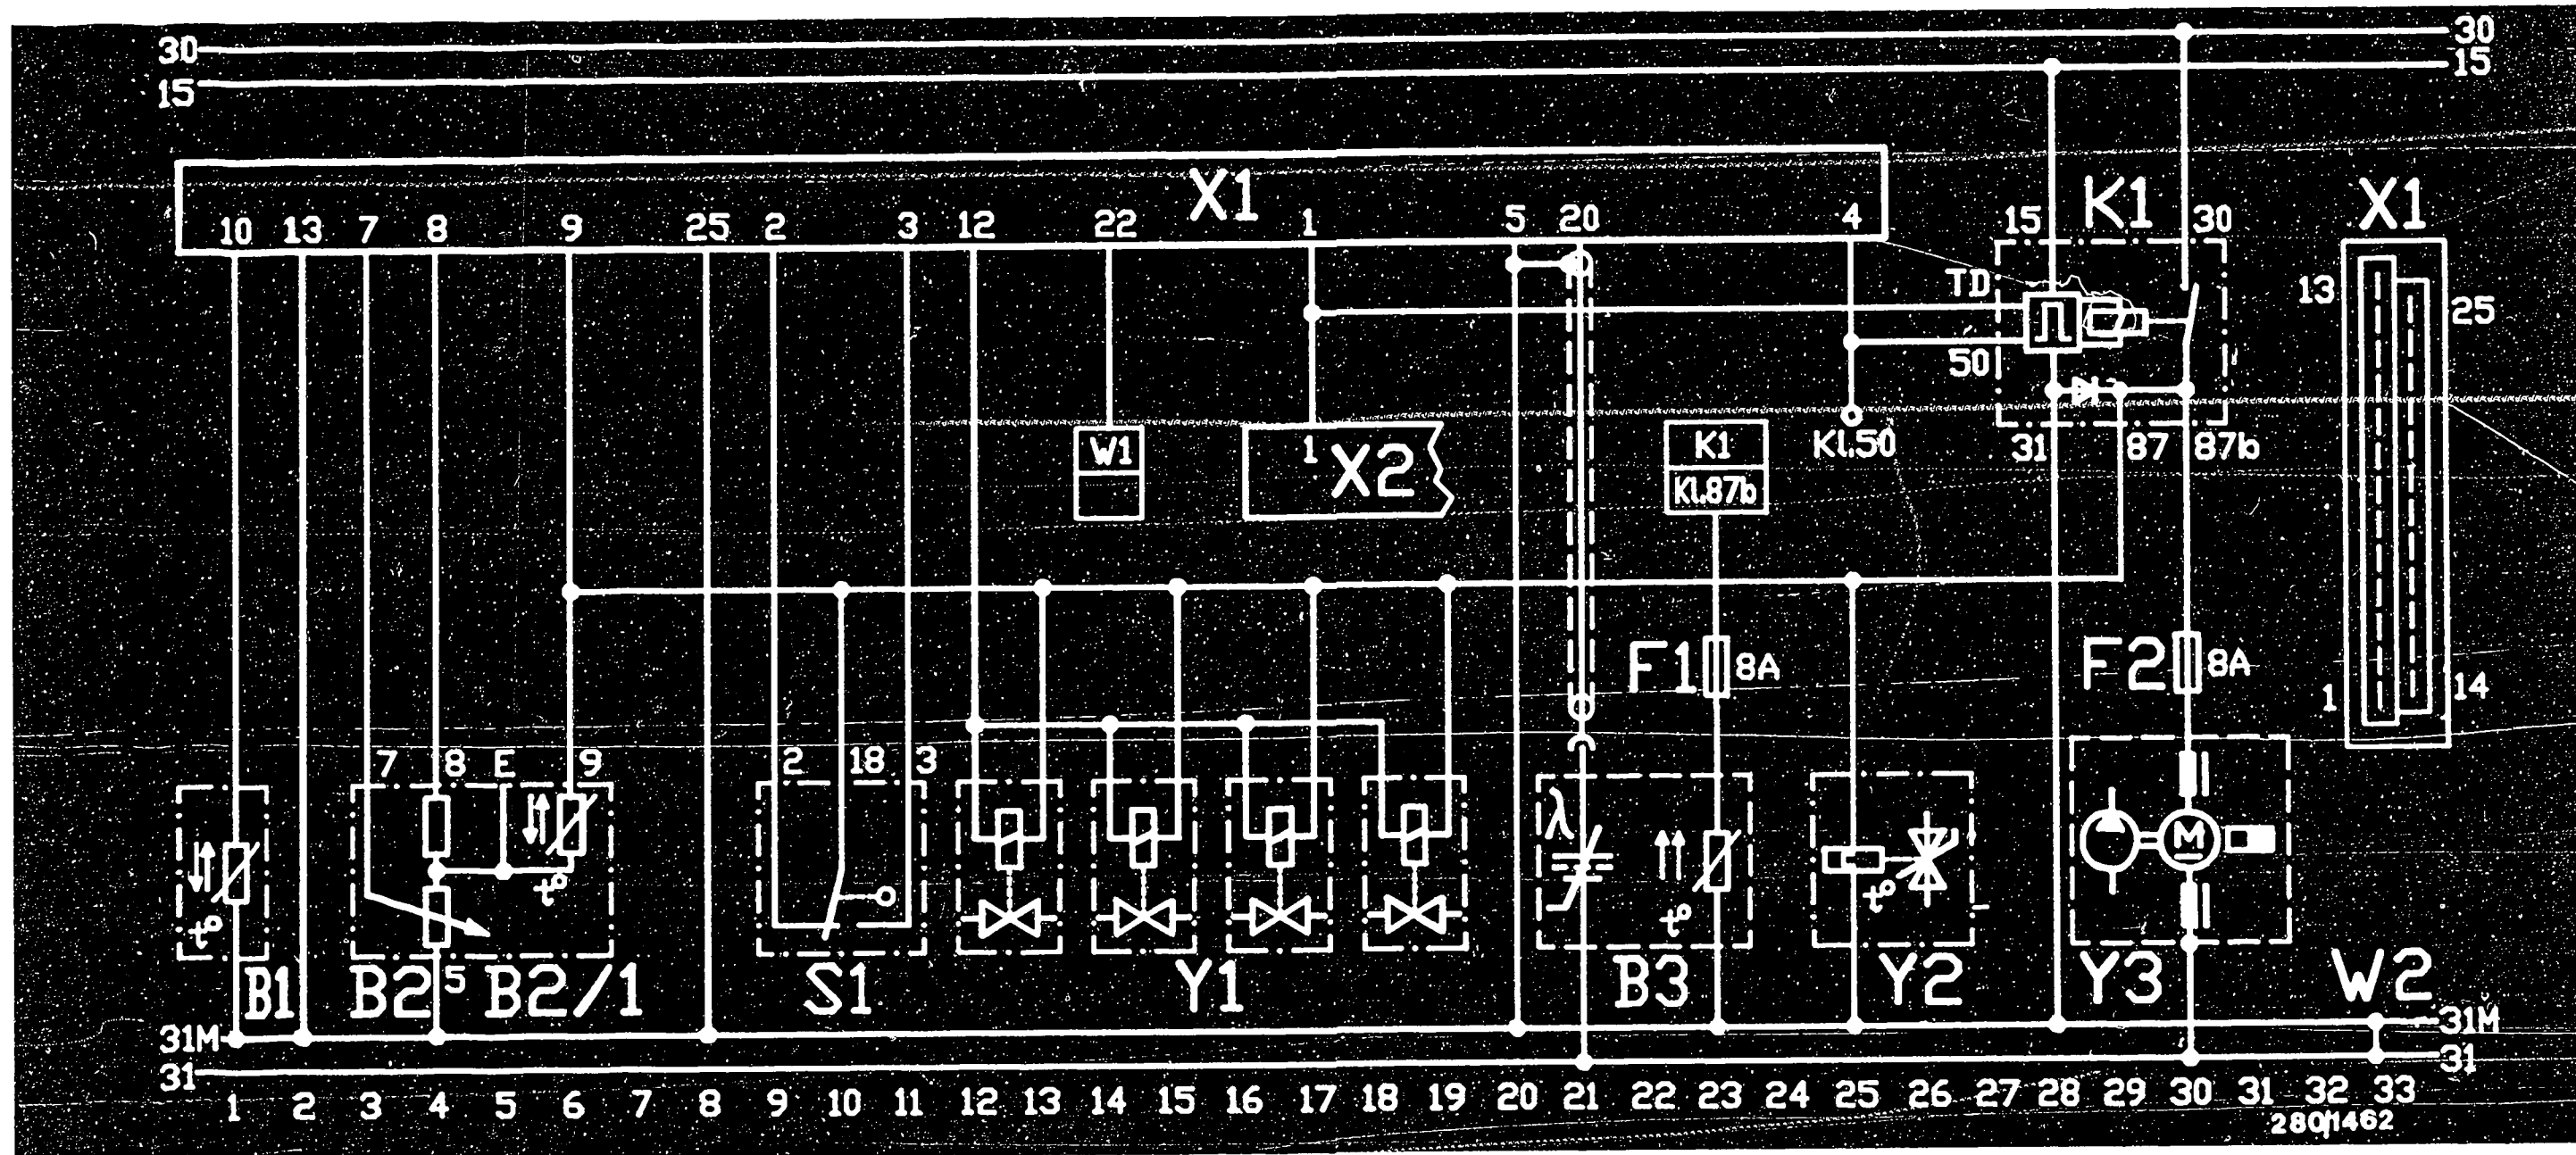 30 30
15 15
X1 K1 X1
10 13 7 8 9 25 2 3 12 22 1 5 20 4 15 30
TD 13 25
50
W1 1 X2 K1 Kl.50 31 87 87b
Kl.87b
F1 8A F2 8A
1 14
7 8 E 9 2 18 3
λ
t° t° t° t°
M
B1 B2 5 B2/1 S1 Y1 B3 Y2 Y3 W2
31M 31M
31 31
1 2 3 4 5 6 7 8 9 10 11 12 13 14 15 16 17 18 19 20 21 22 23 24 25 26 27 28 29 30 31 32 33
280/1462